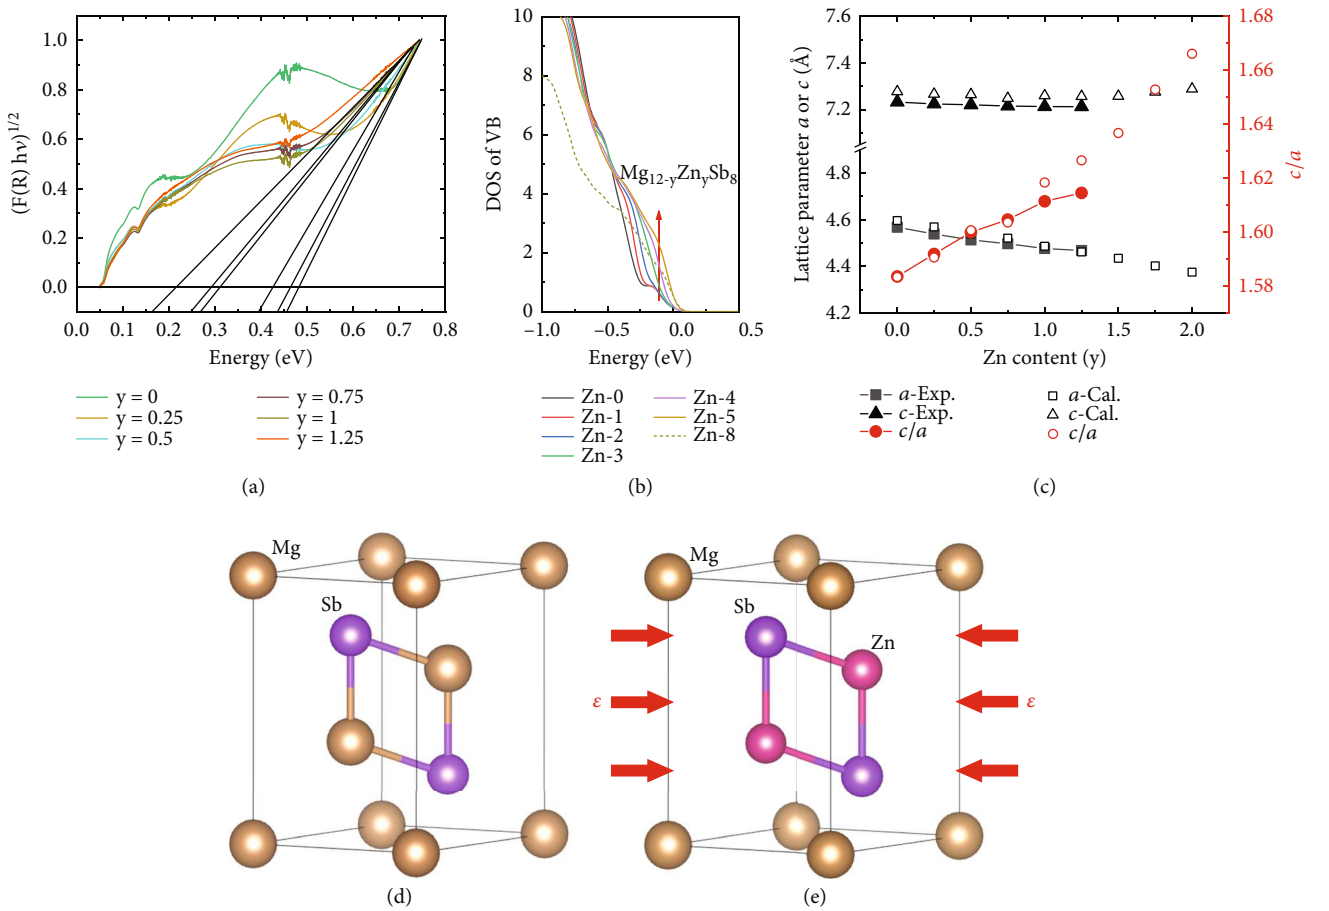 (F(R) hν)1/2
1.0
0.8
0.6
0.4
0.2
0.0
0.0 0.1 0.2 0.3 0.4 0.5 0.6 0.7 0.8
Energy (eV)
y = 0
y = 0.25
y = 0.5
y = 0.75
y = 1
y = 1.25
(a)
DOS of VB
10
8
6
4
2
0
Mg12-yZnySb8
−1.0 −0.5 0.0 0.5
Energy (eV)
Zn-0
Zn-1
Zn-2
Zn-3
Zn-4
Zn-5
Zn-8
(b)
Lattice parameter a or c (Å)
7.6
7.4
7.2
4.8
4.6
4.4
4.2
1.68
1.66
1.64
1.62
1.60
1.58
c/a
0.0 0.5 1.0 1.5 2.0
Zn content (y)
a-Exp.
c-Exp.
c/a
a-Cal.
c-Cal.
c/a
(c)
Mg
Sb
(d)
Mg
Sb
Zn
ε
ε
(e)